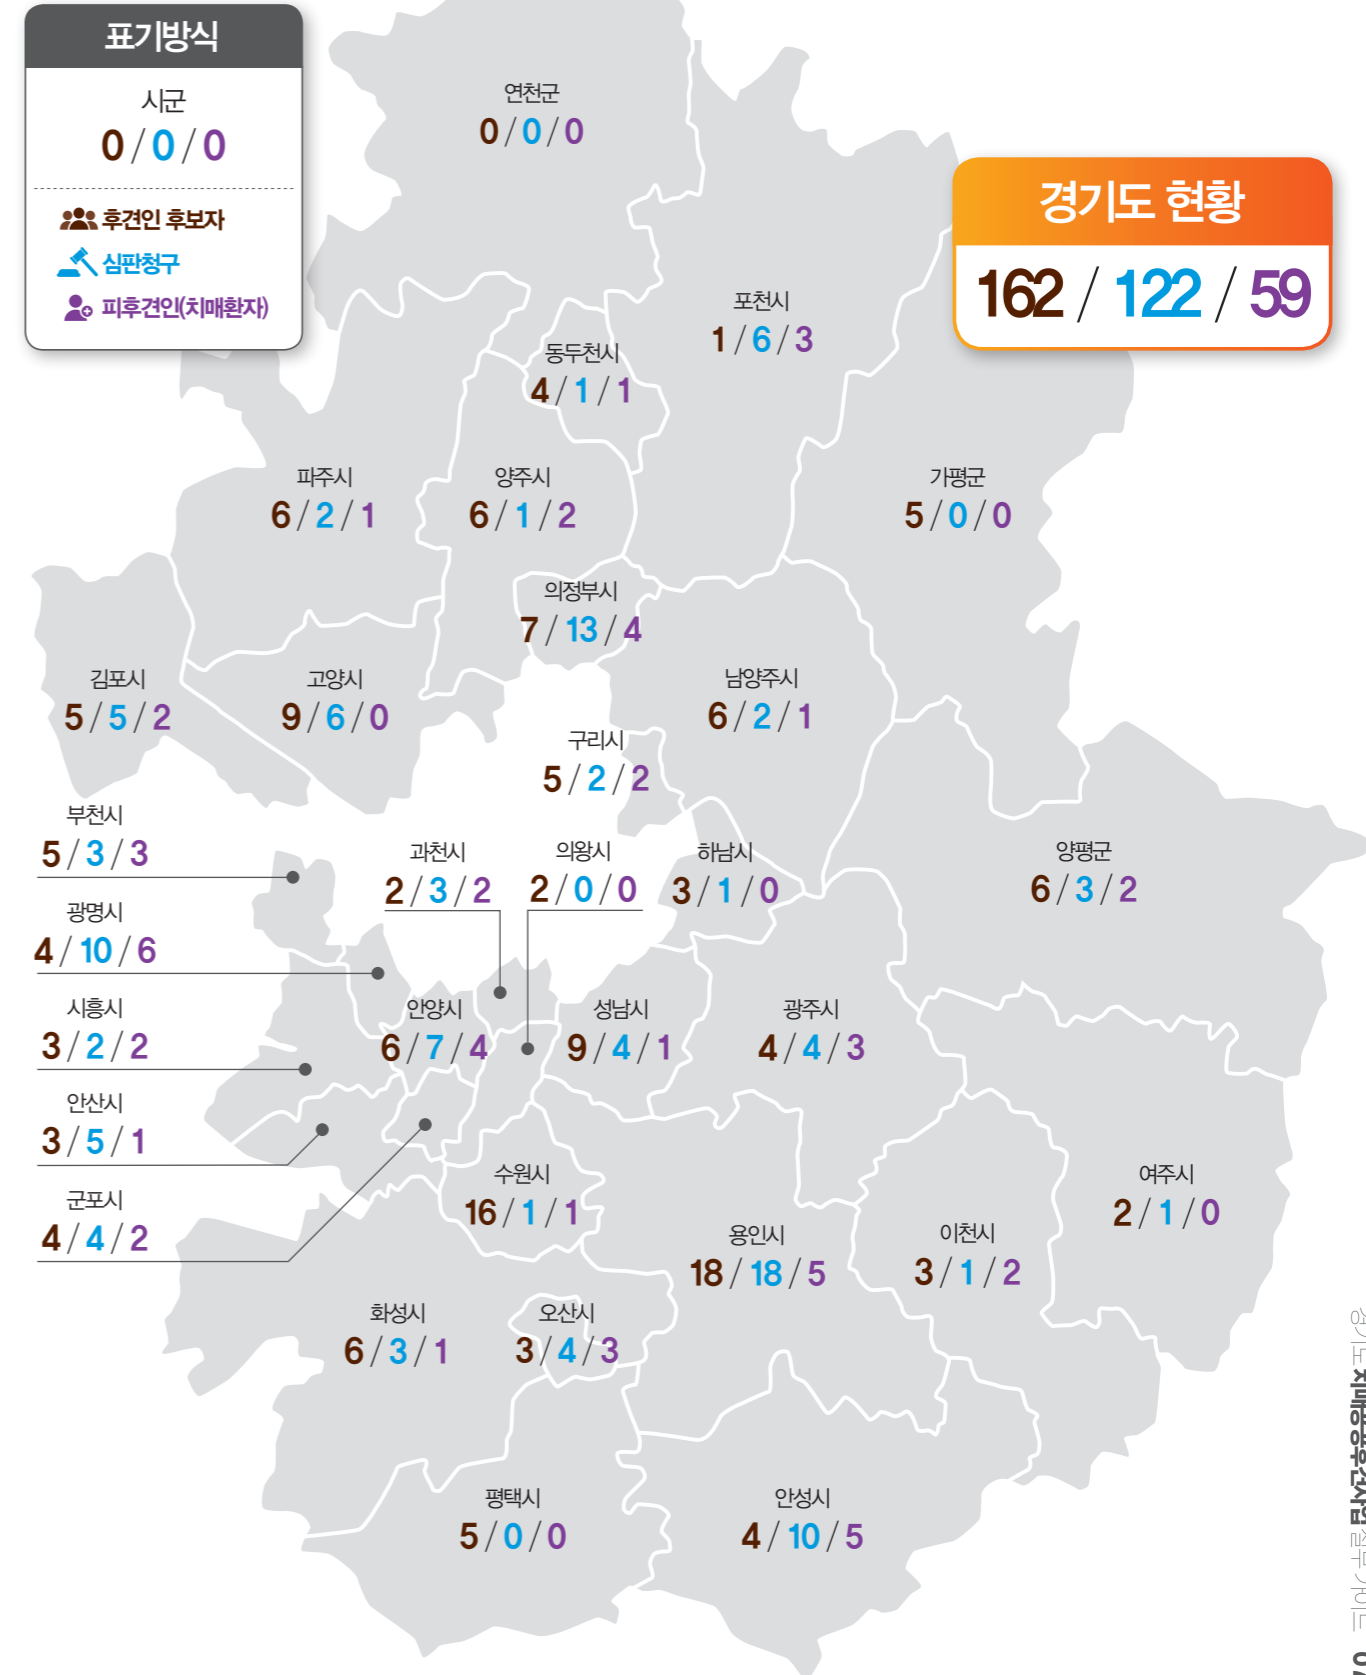 표기방식
시군
0/0/0
후견인 후보자
심판청구
피후견인(치매환자)
경기도 현황
162/122/59
연천군
0/0/0
포천시
1/6/3
동두천시
4/1/1
파주시
6/2/1
양주시
6/1/2
가평군
5/0/0
의정부시
7/13/4
김포시
5/5/2
고양시
9/6/0
남양주시
6/2/1
구리시
5/2/2
부천시
5/3/3
과천시
2/3/2
의왕시
2/0/0
하남시
3/1/0
양평군
6/3/2
광명시
4/10/6
시흥시
3/2/2
안양시
6/7/4
성남시
9/4/1
광주시
4/4/3
안산시
3/5/1
군포시
4/4/2
수원시
16/1/1
용인시
18/18/5
이천시
3/1/2
여주시
2/1/0
화성시
6/3/1
오산시
3/4/3
평택시
5/0/0
안성시
4/10/5